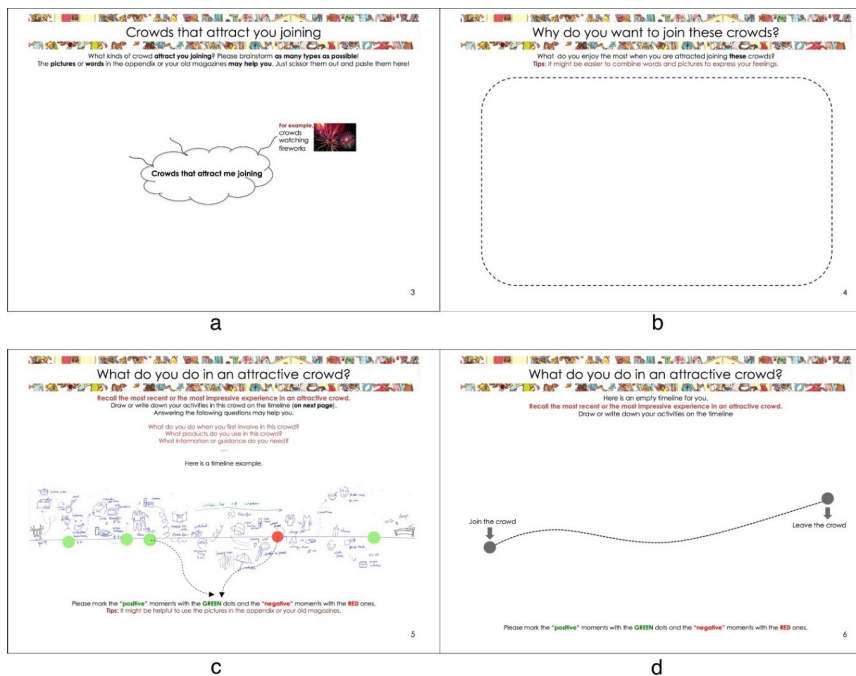 Crowds that attract you joining
What kinds of crowd attract you joining? Please brainstorm as many types as possible!
The pictures or words in the appendix or your old magazines may help you. Just scissor them out and paste them here!
For example,
crowds
watching
fireworks
Crowds that attract me joining
3
a
Why do you want to join these crowds?
What do you enjoy the most when you are attracted joining these crowds?
Tips: It might be easier to combine words and pictures to express your feelings.
4
b
What do you do in an attractive crowd?
Recall the most recent or the most impressive experience in an attractive crowd.
Draw or write down your activities in this crowd on the timeline (on next page).
Answering the following questions may help you.
What do you do when you first involve in this crowd?
What products do you use in this crowd?
What information or guidance do you need?
....
Here is a timeline example.
Please mark the "positive" moments with the GREEN dots and the "negative" moments with the RED ones.
Tips: It might be helpful to use the pictures in the appendix or your old magazines.
5
c
What do you do in an attractive crowd?
Here is an empty timeline for you.
Recall the most recent or the most impressive experience in an attractive crowd.
Draw or write down your activities on the timeline
Join the crowd
Leave the crowd
Please mark the "positive" moments with the GREEN dots and the "negative" moments with the RED ones.
6
d